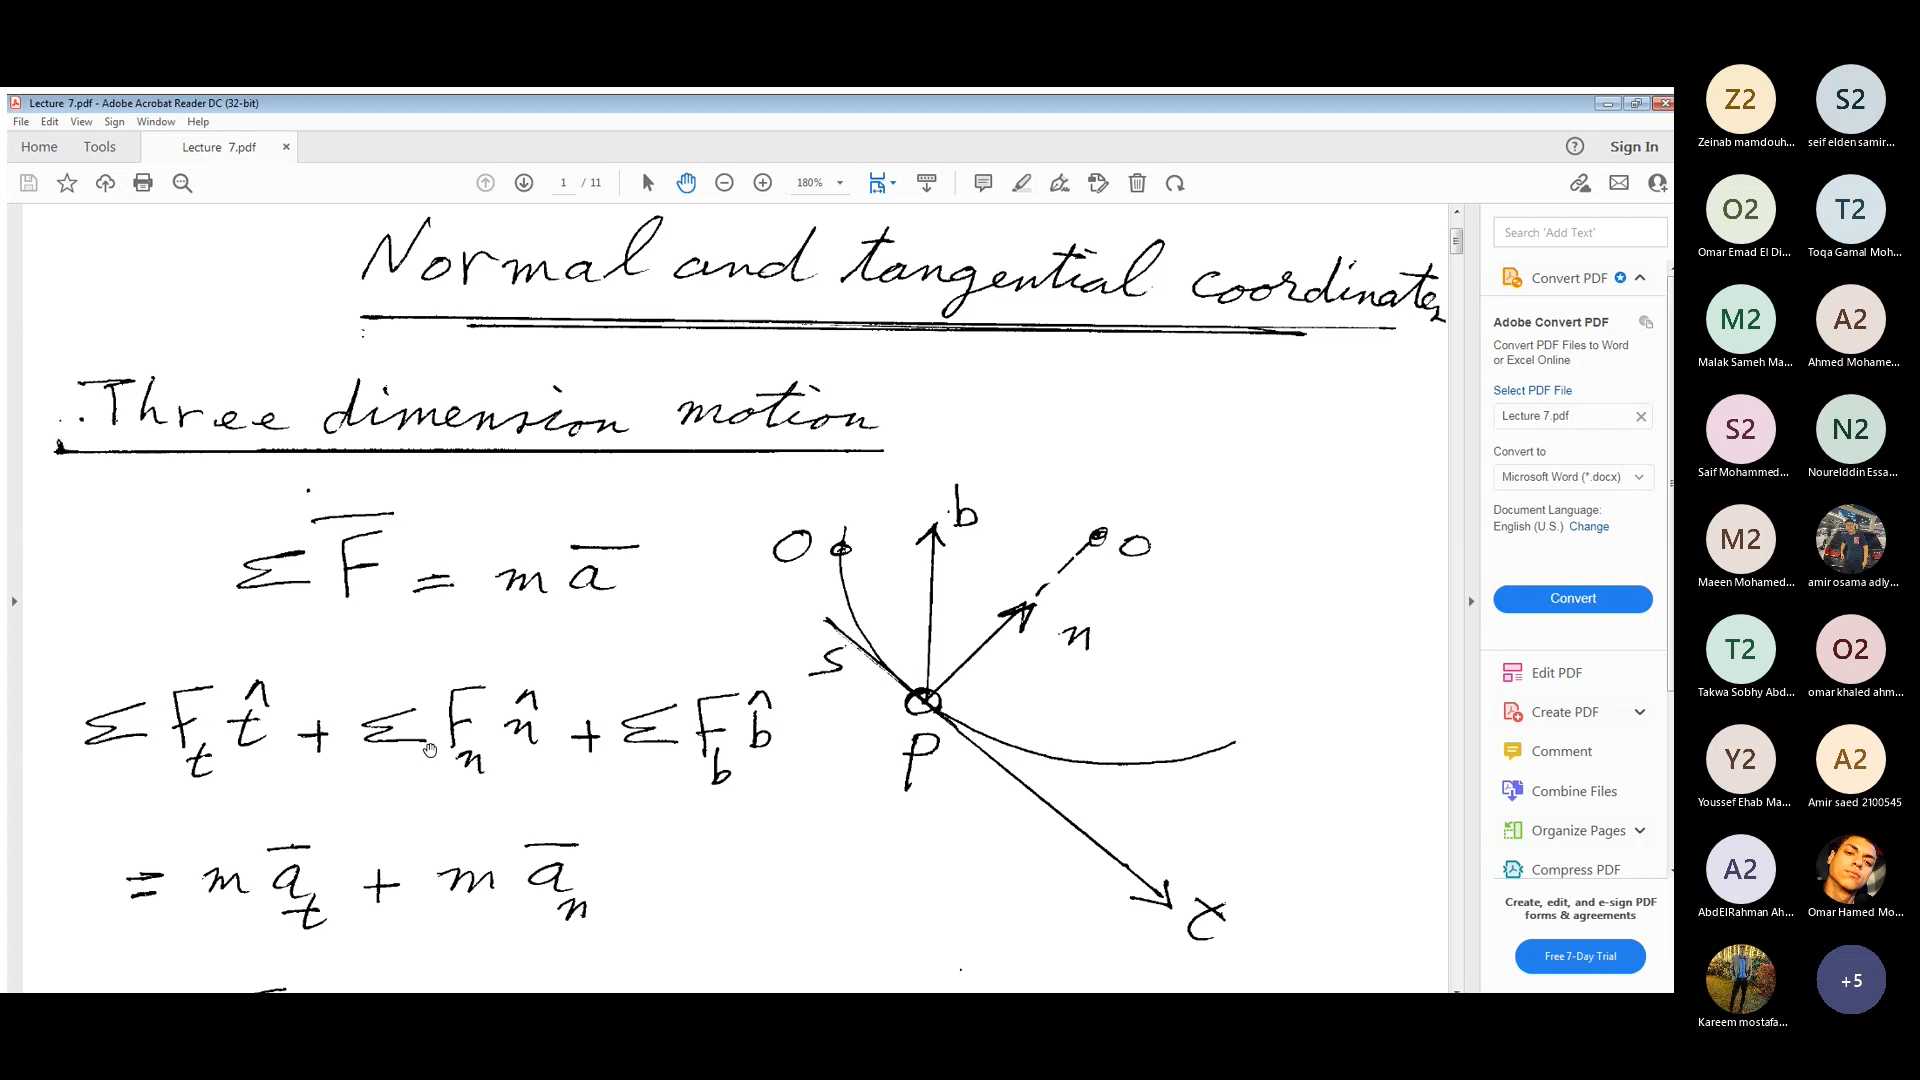 Lecture 7.pdf - Adobe Acrobat Reader DC (32-bit)
File Edit View Sign Window Help
Home Tools Lecture 7.pdf × Sign In
1 / 11 180%
Normal and tangential coordinates
Three dimension motion
ΣF̅ = m a̅
ΣF_t t̂ + ΣF_n n̂ + ΣF_b b̂
= m a̅_t + m a̅_n
O
b
O
n
S
P
t
Search 'Add Text'
Convert PDF
Adobe Convert PDF
Convert PDF Files to Word
or Excel Online
Select PDF File
Lecture 7.pdf
Convert to
Microsoft Word (*.docx)
Document Language:
English (U.S.) Change
Convert
Edit PDF
Create PDF
Comment
Combine Files
Organize Pages
Compress PDF
Create, edit, and e-sign PDF
forms & agreements
Free 7-Day Trial
Z2 S2
Zeinab mamdouh... seif elden samir...
O2 T2
Omar Emad El Di... Toqa Gamal Moh...
M2 A2
Malak Sameh Ma... Ahmed Mohame...
S2 N2
Saif Mohammed... Nourelddin Essa...
M2
Maeen Mohamed... amir osama adly...
T2 O2
Takwa Sobhy Abd... omar khaled ahm...
Y2 A2
Youssef Ehab Ma... Amir saed 2100545
A2
AbdElRahman Ah... Omar Hamed Mo...
+5
Kareem mostafa...